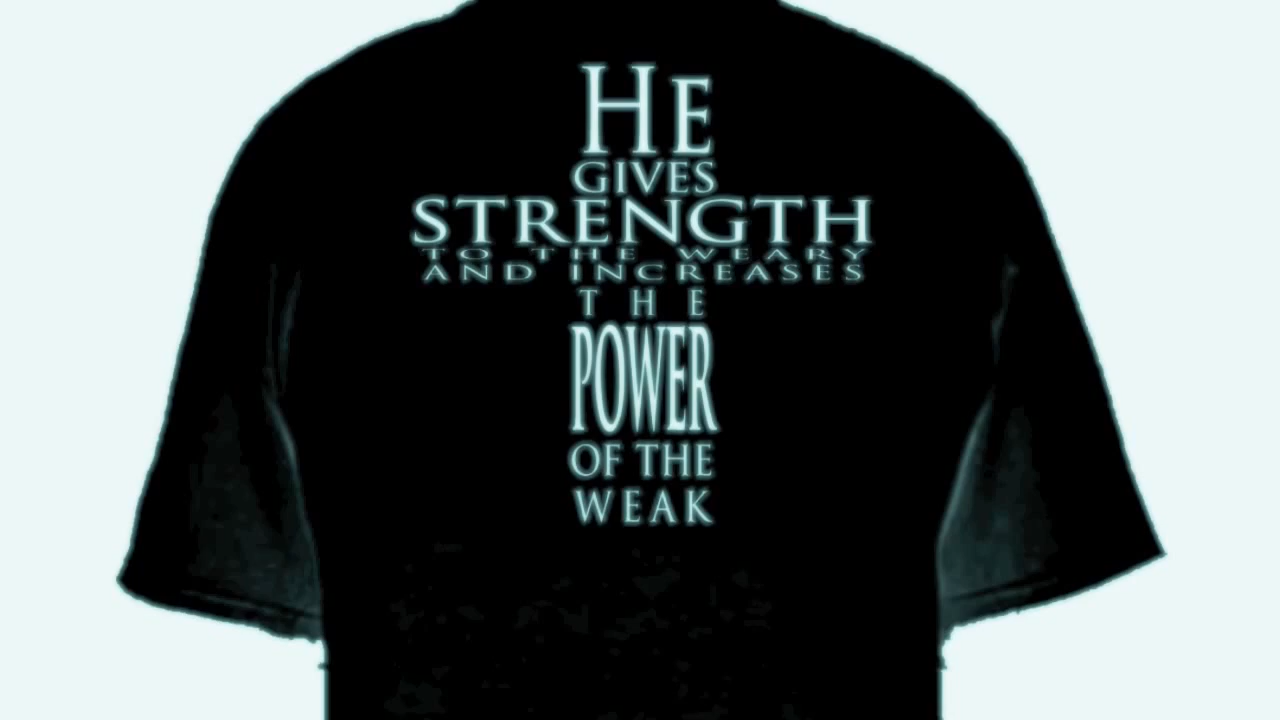 HE
GIVES
STRENGTH
TO THE WEARY
AND INCREASES
THE
POWER
OF THE
WEAK